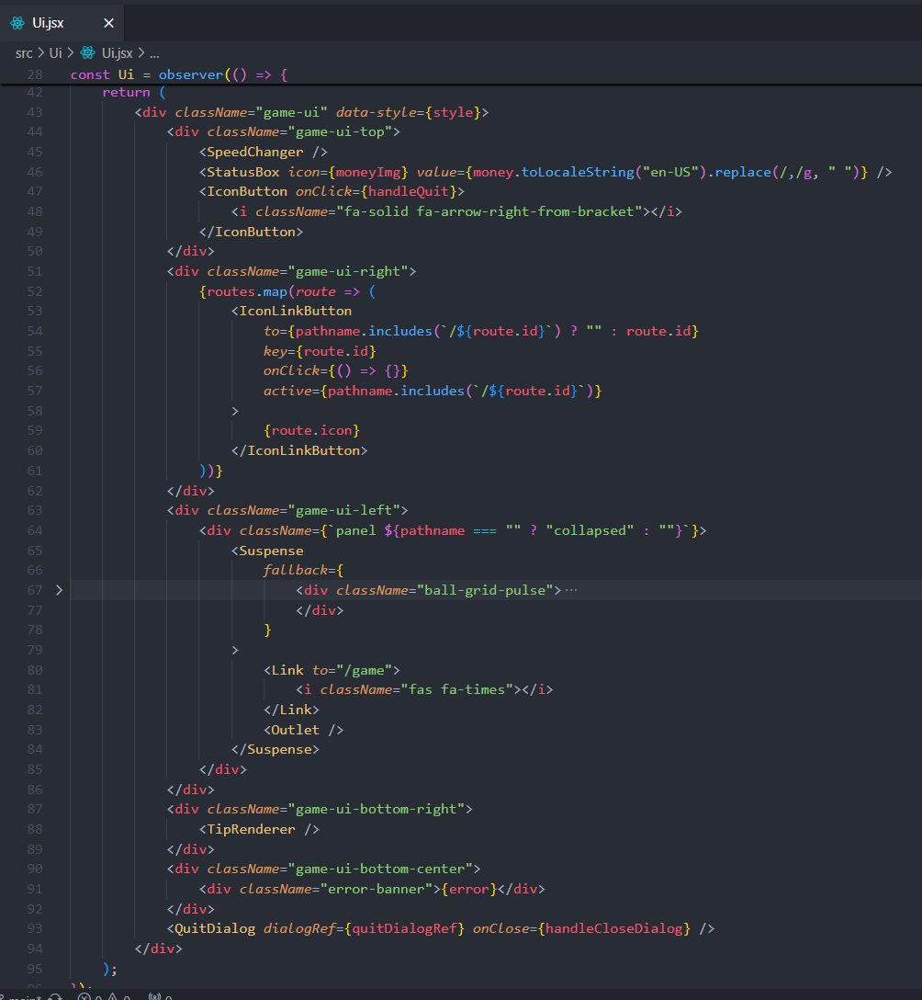 Ui.jsx
src > Ui > Ui.jsx > ...
28 const Ui = observer(() => {
42 return (
43 <div className="game-ui" data-style={style}>
44 <div className="game-ui-top">
45 <SpeedChanger />
46 <StatusBox icon={moneyImg} value={money.toLocaleString("en-US").replace(/,/g, " ")} />
47 <IconButton onClick={handleQuit}>
48 <i className="fa-solid fa-arrow-right-from-bracket"></i>
49 </IconButton>
50 </div>
51 <div className="game-ui-right">
52 {routes.map(route => (
53 <IconLinkButton
54 to={pathname.includes(`/${route.id}`) ? "" : route.id}
55 key={route.id}
56 onClick={() => {}}
57 active={pathname.includes(`/${route.id}`)}
58 >
59 {route.icon}
60 </IconLinkButton>
61 ))}
62 </div>
63 <div className="game-ui-left">
64 <div className={`panel ${pathname === "" ? "collapsed" : ""}`}>
65 <Suspense
66 fallback={
67 <div className="ball-grid-pulse">···
77 </div>
78 }
79 >
80 <Link to="/game">
81 <i className="fas fa-times"></i>
82 </Link>
83 <Outlet />
84 </Suspense>
85 </div>
86 </div>
87 <div className="game-ui-bottom-right">
88 <TipRenderer />
89 </div>
90 <div className="game-ui-bottom-center">
91 <div className="error-banner">{error}</div>
92 </div>
93 <QuitDialog dialogRef={quitDialogRef} onClose={handleCloseDialog} />
94 </div>
95 );
96 });